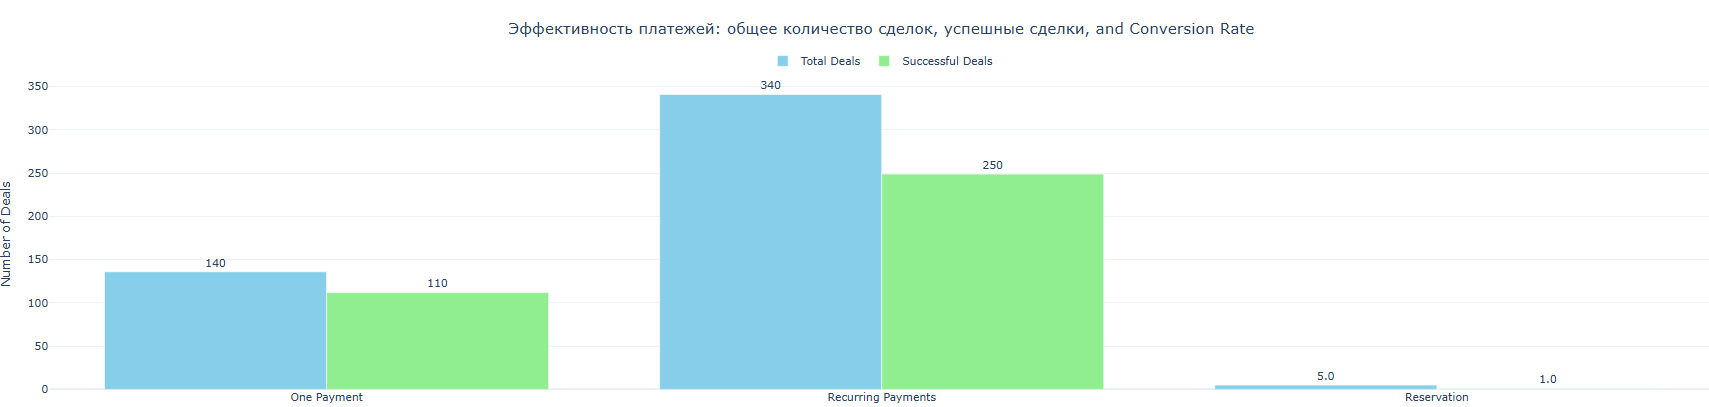 Эффективность платежей: общее количество сделок, успешные сделки, and Conversion Rate
Total Deals
Successful Deals
Number of Deals
350
300
250
200
150
100
50
0
140
110
340
250
5.0
1.0
One Payment
Recurring Payments
Reservation